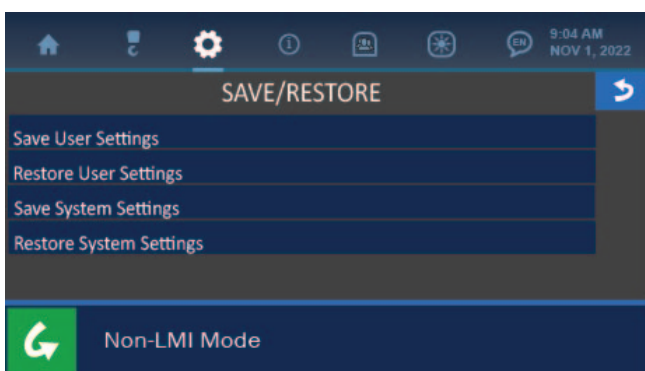 EN
9:04 AM
NOV 1, 2022
SAVE/RESTORE
Save User Settings
Restore User Settings
Save System Settings
Restore System Settings
Non-LMI Mode